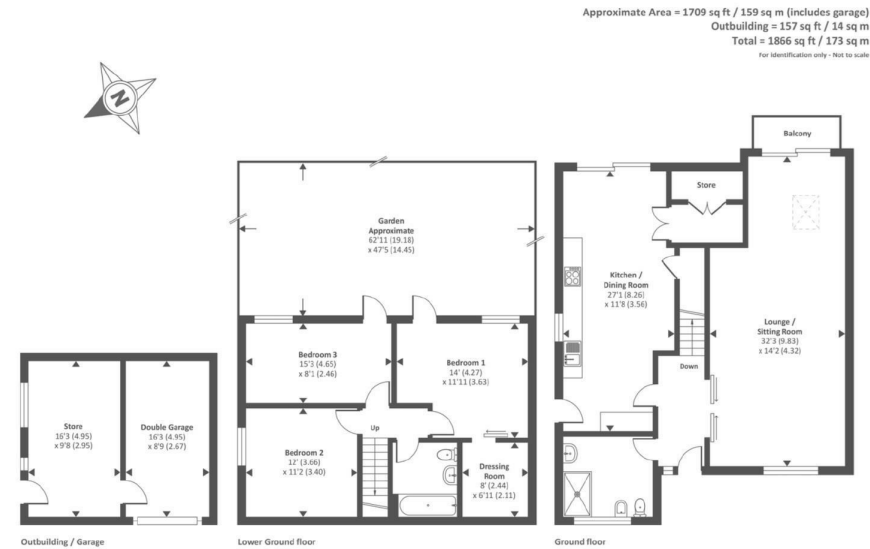 Approximate Area = 1709 sq ft / 159 sq m (includes garage)
Outbuilding = 157 sq ft / 14 sq m
Total = 1866 sq ft / 173 sq m
For identification only - Not to scale
N
Balcony
Store
Garden
Approximate
62'11 (19.18)
x 47'5 (14.45)
Kitchen /
Dining Room
27'1 (8.26)
x 11'8 (3.56)
Lounge /
Sitting Room
32'3 (9.83)
x 14'2 (4.32)
Down
Bedroom 3
15'3 (4.65)
x 8'1 (2.46)
Bedroom 1
14' (4.27)
x 11'11 (3.63)
Store
16'3 (4.95)
x 9'8 (2.95)
Double Garage
16'3 (4.95)
x 8'9 (2.67)
Up
Bedroom 2
12' (3.66)
x 11'2 (3.40)
Dressing
Room
8' (2.44)
x 6'11 (2.11)
Outbuilding / Garage
Lower Ground floor
Ground floor